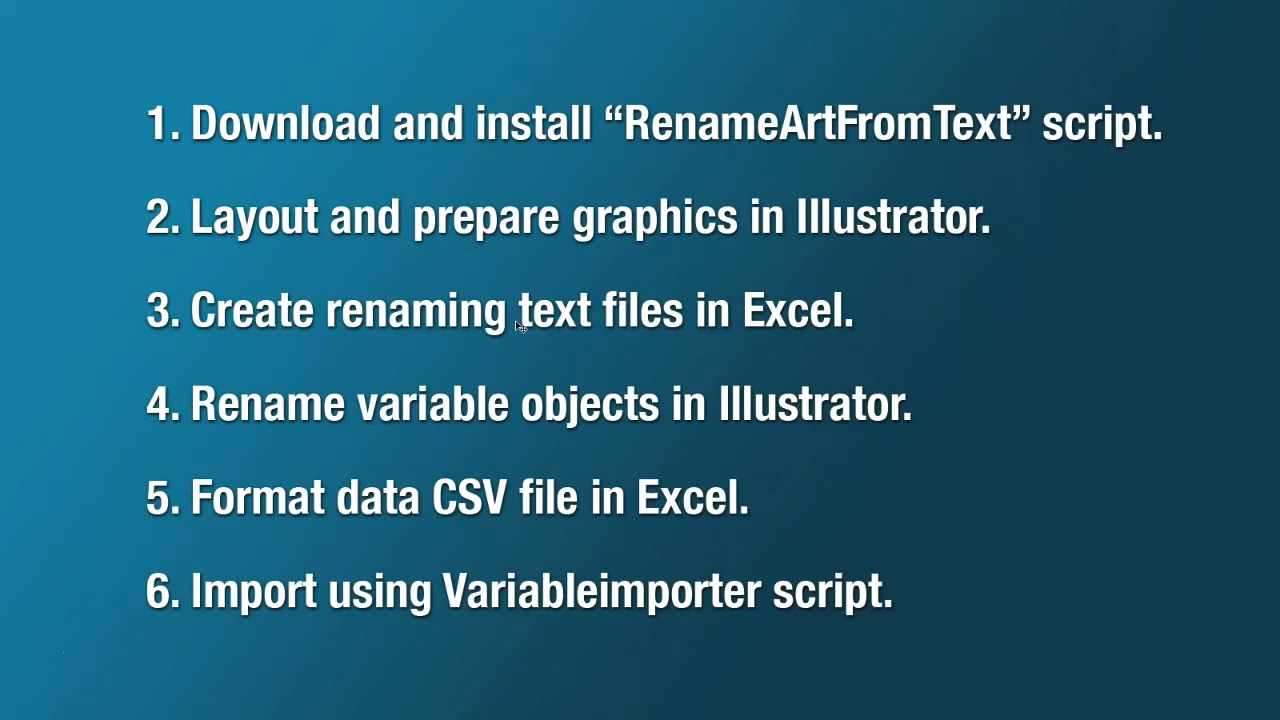 1. Download and install “RenameArtFromText” script.
2. Layout and prepare graphics in Illustrator.
3. Create renaming text files in Excel.
4. Rename variable objects in Illustrator.
5. Format data CSV file in Excel.
6. Import using Variableimporter script.